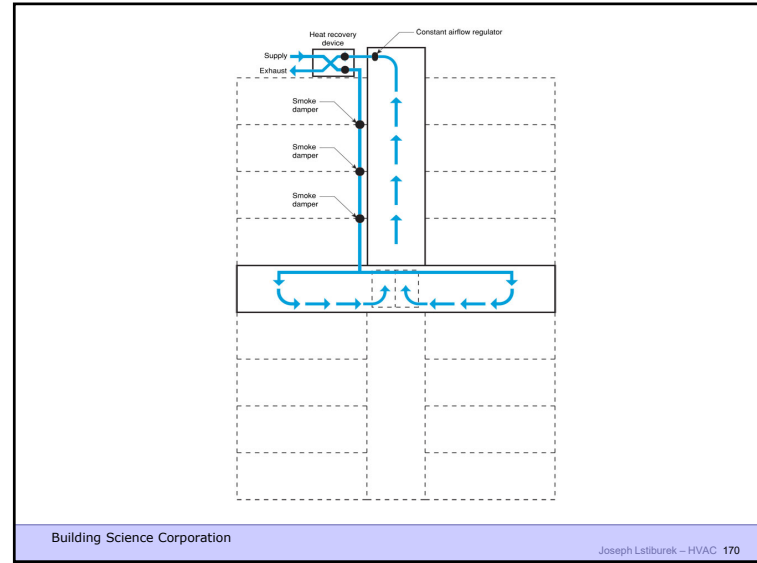 Heat recovery
device
Constant airflow regulator
Supply
Exhaust
Smoke
damper
Smoke
damper
Smoke
damper
Building Science Corporation
Joseph Lstiburek – HVAC 170